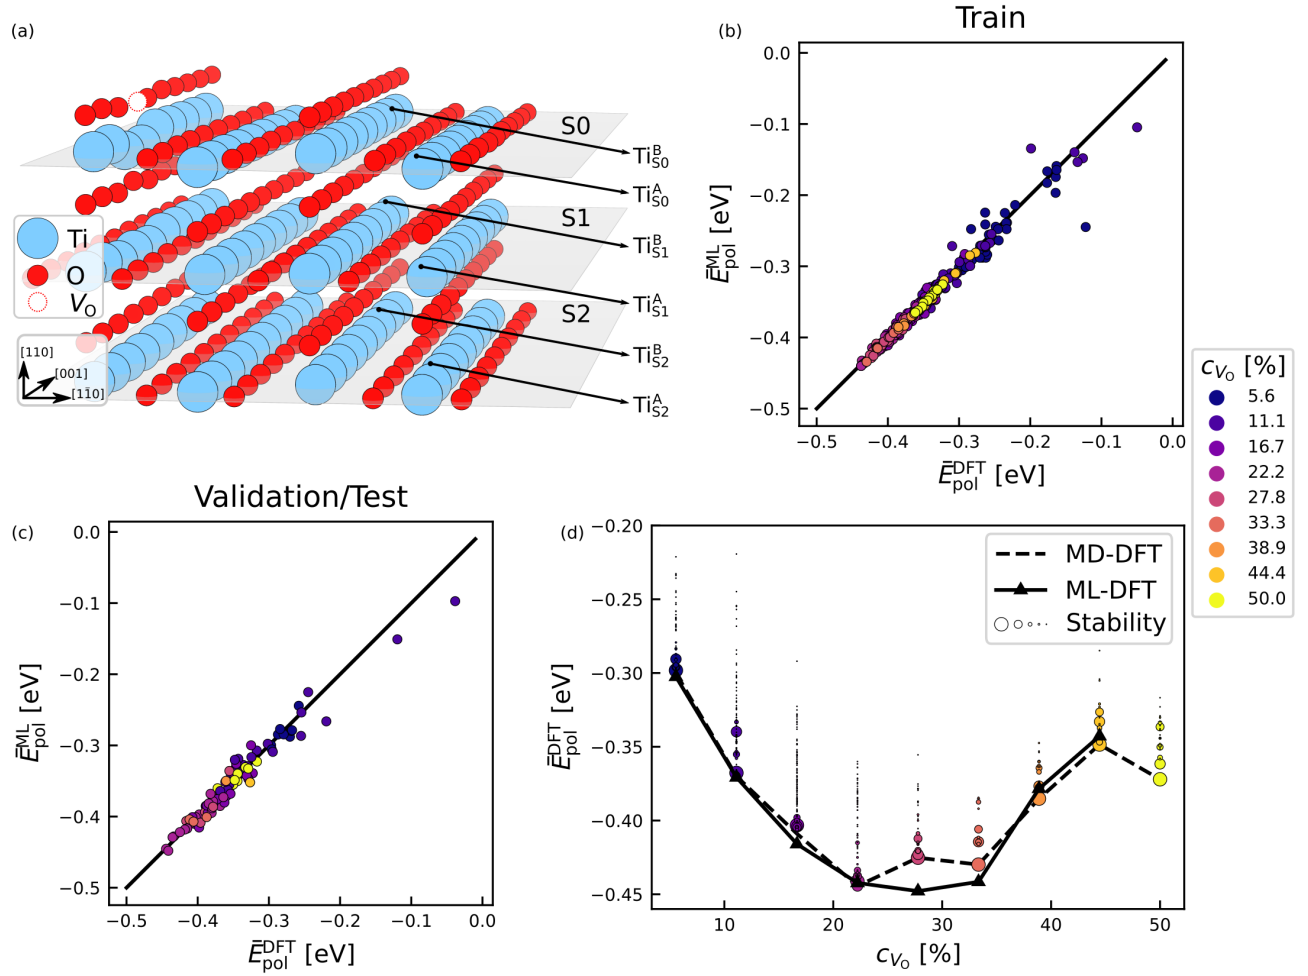 (a)
S0
Ti^B_S0
Ti^A_S0
S1
Ti^B_S1
Ti^A_S1
S2
Ti^B_S2
Ti^A_S2
Ti
O
V_O
[110]
[001]
[11̄0]
(b)
Train
0.0
−0.1
−0.2
−0.3
−0.4
−0.5
Ē^ML_pol [eV]
−0.5 −0.4 −0.3 −0.2 −0.1 0.0
Ē^DFT_pol [eV]
c_V_O [%]
5.6
11.1
16.7
22.2
27.8
33.3
38.9
44.4
50.0
Validation/Test
(c)
0.0
−0.1
−0.2
−0.3
−0.4
−0.5
Ē^ML_pol [eV]
−0.5 −0.4 −0.3 −0.2 −0.1 0.0
Ē^DFT_pol [eV]
(d)
−0.20
−0.25
−0.30
−0.35
−0.40
−0.45
Ē^DFT_pol [eV]
MD-DFT
ML-DFT
Stability
10 20 30 40 50
c_V_O [%]